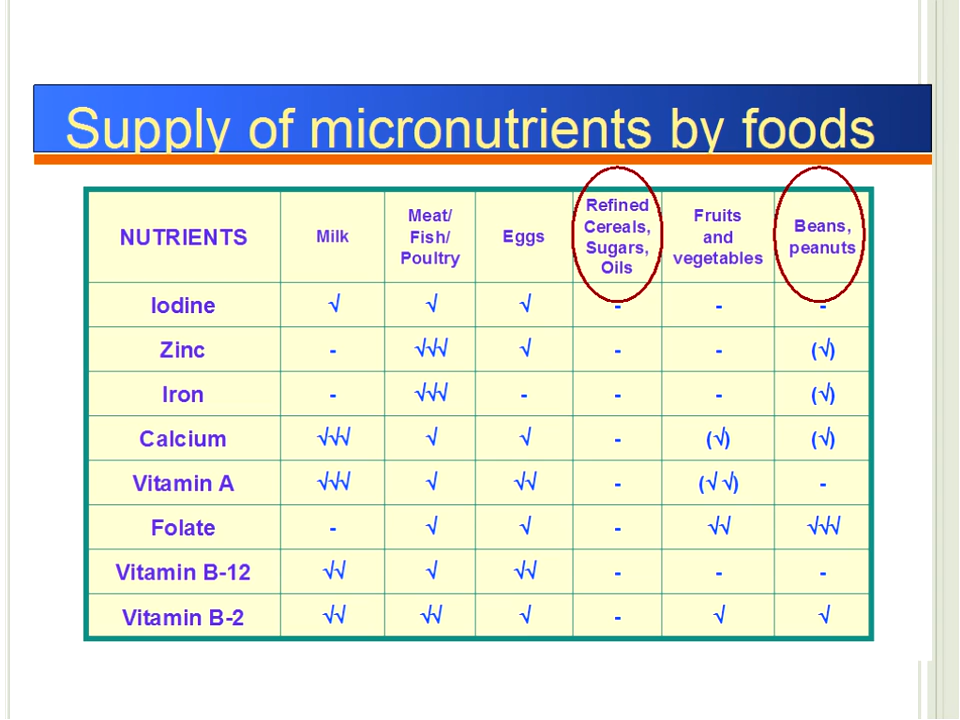 Supply of micronutrients by foods
NUTRIENTS Milk Meat/ Fish/ Poultry Eggs Refined Cereals, Sugars, Oils Fruits and vegetables Beans, peanuts
Iodine √ √ √ - - -
Zinc - √√√ √ - - (√)
Iron - √√√ - - - (√)
Calcium √√√ √ √ - (√) (√)
Vitamin A √√√ √ √√ - (√ √) -
Folate - √ √ - √√ √√√
Vitamin B-12 √√ √ √√ - - -
Vitamin B-2 √√ √√ √ - √ √